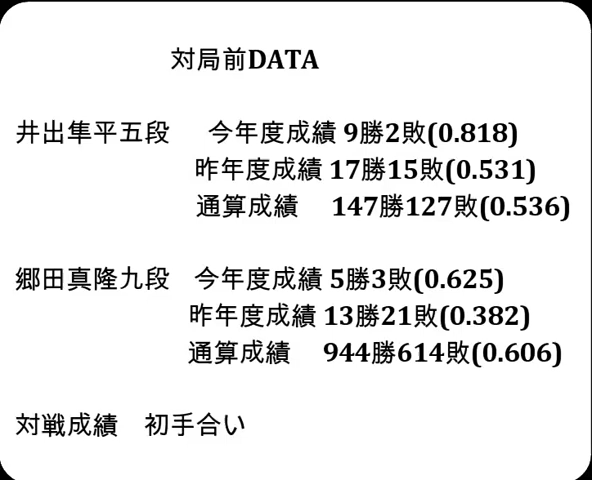 対局前DATA
井出隼平五段 今年度成績 9勝2敗(0.818)
昨年度成績 17勝15敗(0.531)
通算成績 147勝127敗(0.536)
郷田真隆九段 今年度成績 5勝3敗(0.625)
昨年度成績 13勝21敗(0.382)
通算成績 944勝614敗(0.606)
対戦成績 初手合い